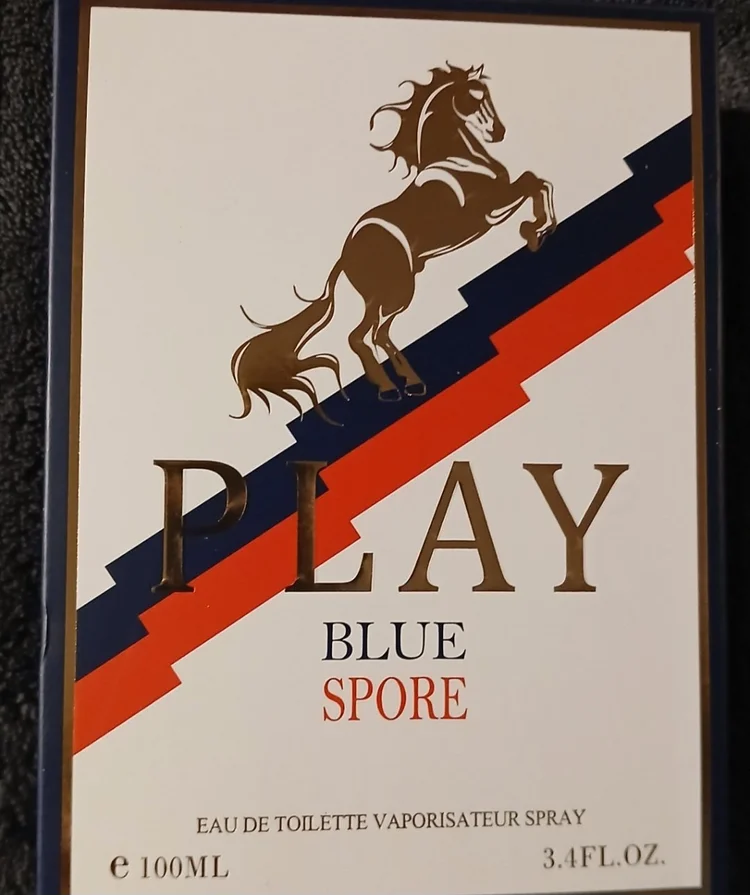 PLAY
BLUE
SPORE
EAU DE TOILETTE VAPORISATEUR SPRAY
e 100ML
3.4FL.OZ.